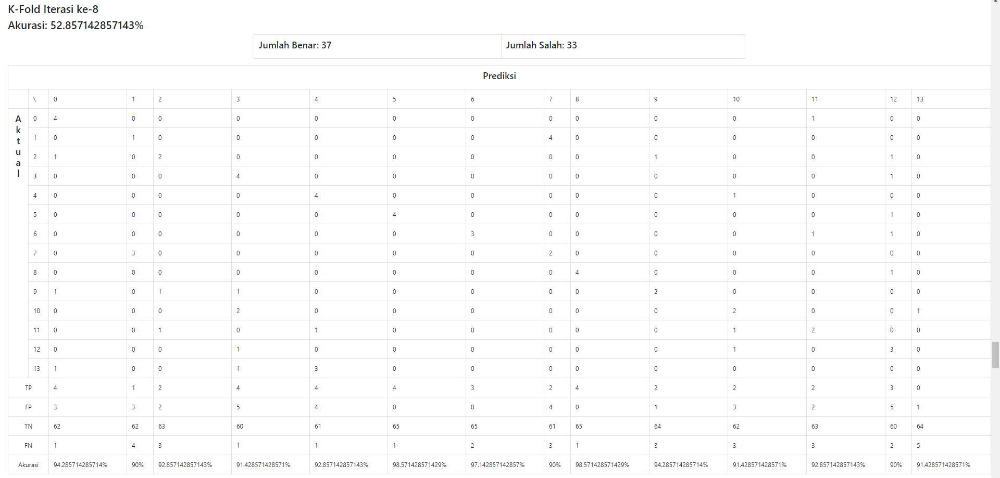 K-Fold Iterasi ke-8
Akurasi: 52.857142857143%
Jumlah Benar: 37 Jumlah Salah: 33
Prediksi
\ 0 1 2 3 4 5 6 7 8 9 10 11 12 13
Aktual
0 4 0 0 0 0 0 0 0 0 0 0 1 0 0
1 0 1 0 0 0 0 0 4 0 0 0 0 0 0
2 1 0 2 0 0 0 0 0 0 1 0 0 1 0
3 0 0 0 4 0 0 0 0 0 0 0 0 1 0
4 0 0 0 0 4 0 0 0 0 0 1 0 0 0
5 0 0 0 0 0 4 0 0 0 0 0 0 1 0
6 0 0 0 0 0 0 3 0 0 0 0 1 1 0
7 0 3 0 0 0 0 0 2 0 0 0 0 0 0
8 0 0 0 0 0 0 0 0 4 0 0 0 1 0
9 1 0 1 1 0 0 0 0 0 2 0 0 0 0
10 0 0 0 2 0 0 0 0 0 0 2 0 0 1
11 0 0 1 0 1 0 0 0 0 0 1 2 0 0
12 0 0 0 1 0 0 0 0 0 0 1 0 3 0
13 1 0 0 1 3 0 0 0 0 0 0 0 0 0
TP 4 1 2 4 4 4 3 2 4 2 2 2 3 0
FP 3 3 2 5 4 0 0 4 0 1 3 2 5 1
TN 62 62 63 60 61 65 65 61 65 64 62 63 60 64
FN 1 4 3 1 1 1 2 3 1 3 3 3 2 5
Akurasi 94.285714285714% 90% 92.857142857143% 91.428571428571% 92.857142857143% 98.571428571429% 97.142857142857% 90% 98.571428571429% 94.285714285714% 91.428571428571% 92.857142857143% 90% 91.428571428571%